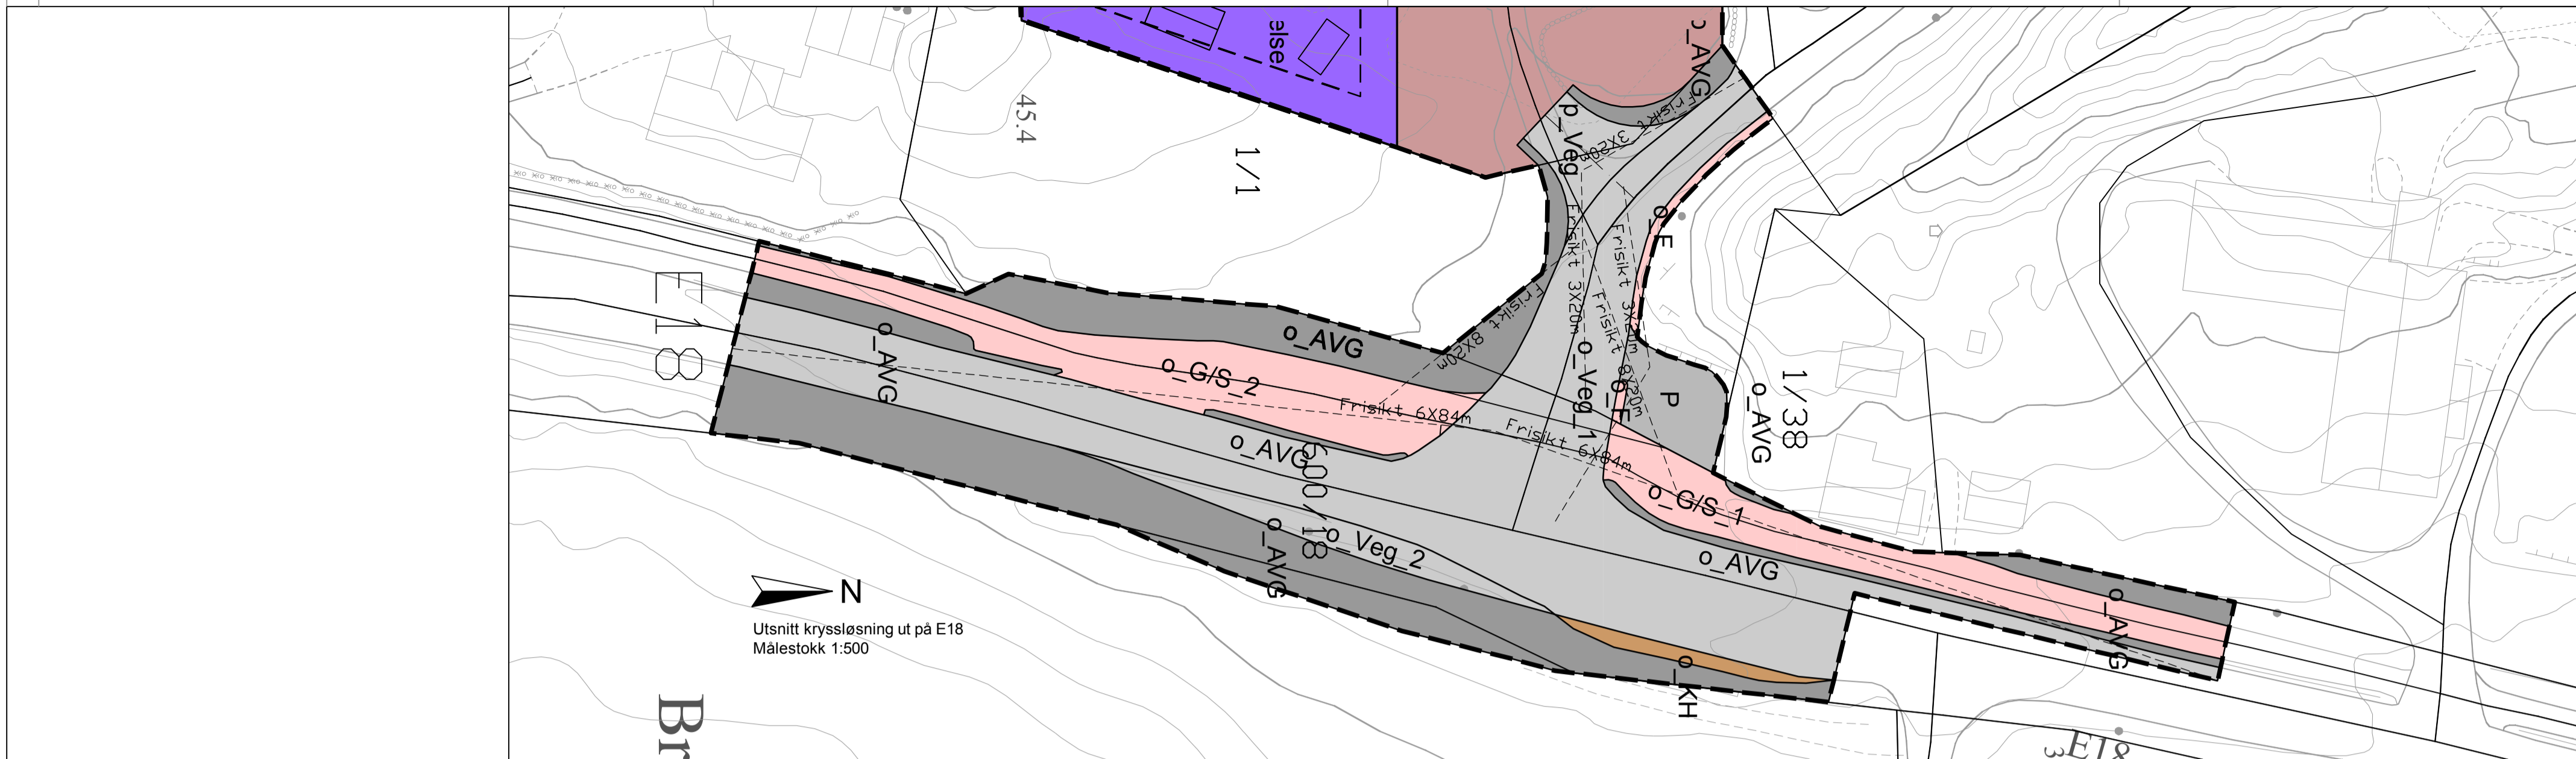 else/
o_AVG
45.4
1/1
p_Veg
Frisikt 3X20m
o_F
Frisikt 3X20m
Frisikt 3X20m
E18
o_AVG
o_AVG
Frisikt 8X20m
Frisikt 8X20m
o_G/S_2
o_Veg_1
o_F
P
o_AVG
1/38
Frisikt 6X84m
Frisikt 6X84m
o_AVG
600/18
o_G/S_1
o_AVG
o_Veg_2
o_AVG
N
Utsnitt kryssløsning ut på E18
Målestokk 1:500
o_AVG
o_KH
Br
3
E18